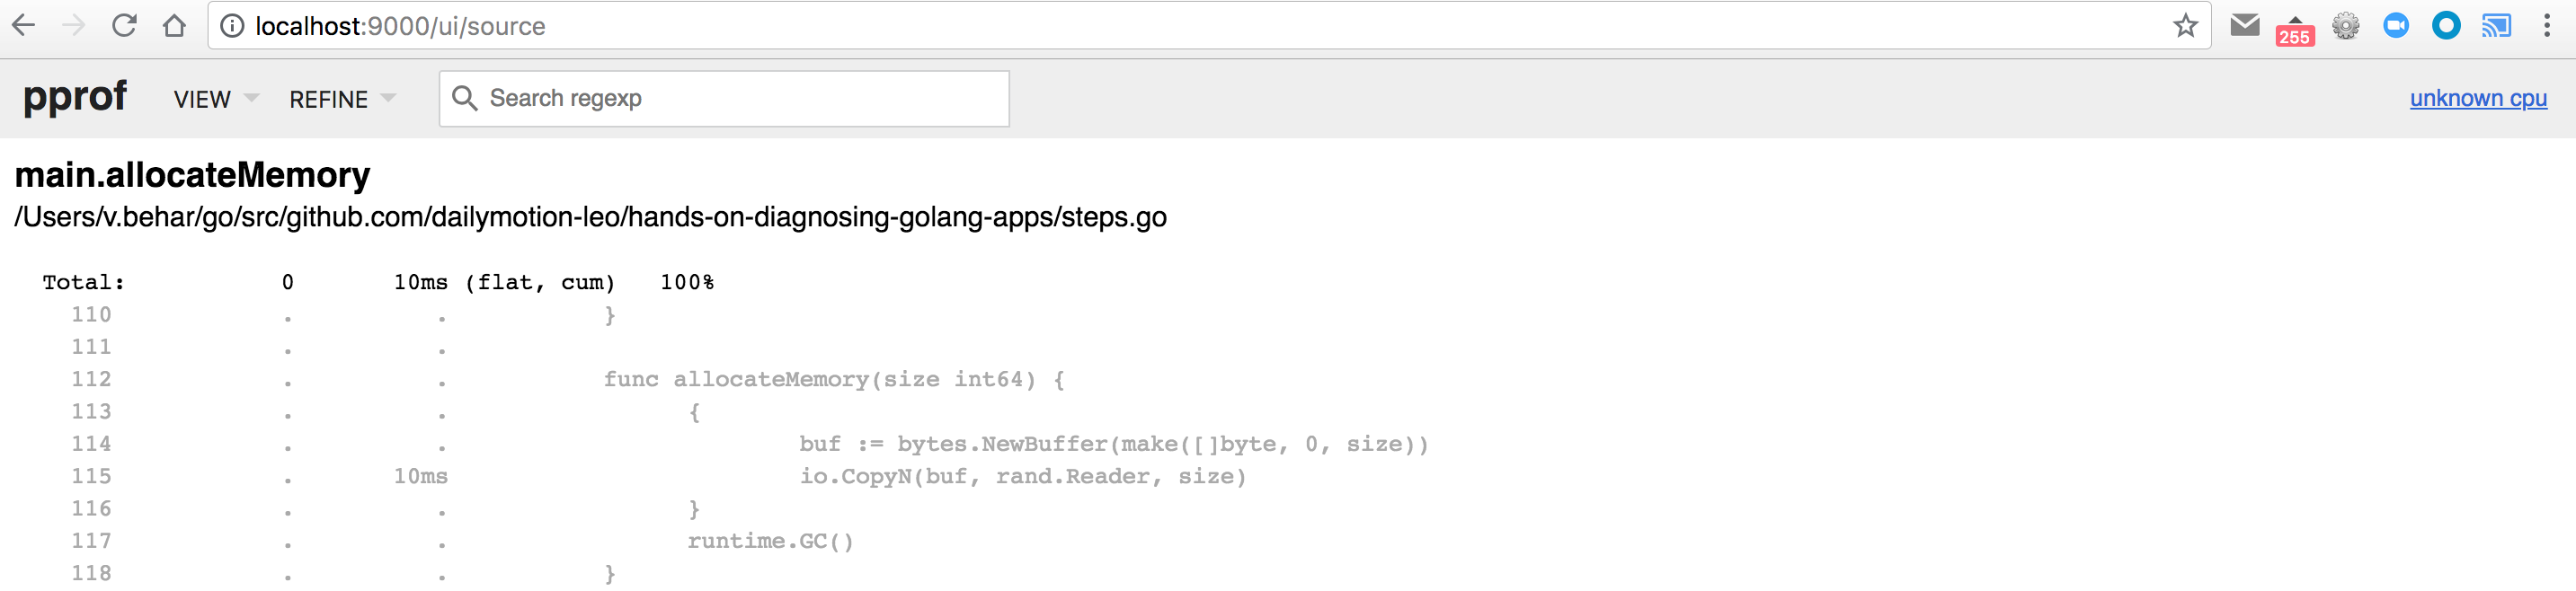 localhost:9000/ui/source
255
pprof VIEW REFINE Search regexp unknown cpu
main.allocateMemory
/Users/v.behar/go/src/github.com/dailymotion-leo/hands-on-diagnosing-golang-apps/steps.go
Total: 0 10ms (flat, cum) 100%
110 . . }
111 . .
112 . . func allocateMemory(size int64) {
113 . . {
114 . . buf := bytes.NewBuffer(make([]byte, 0, size))
115 . 10ms io.CopyN(buf, rand.Reader, size)
116 . . }
117 . . runtime.GC()
118 . . }